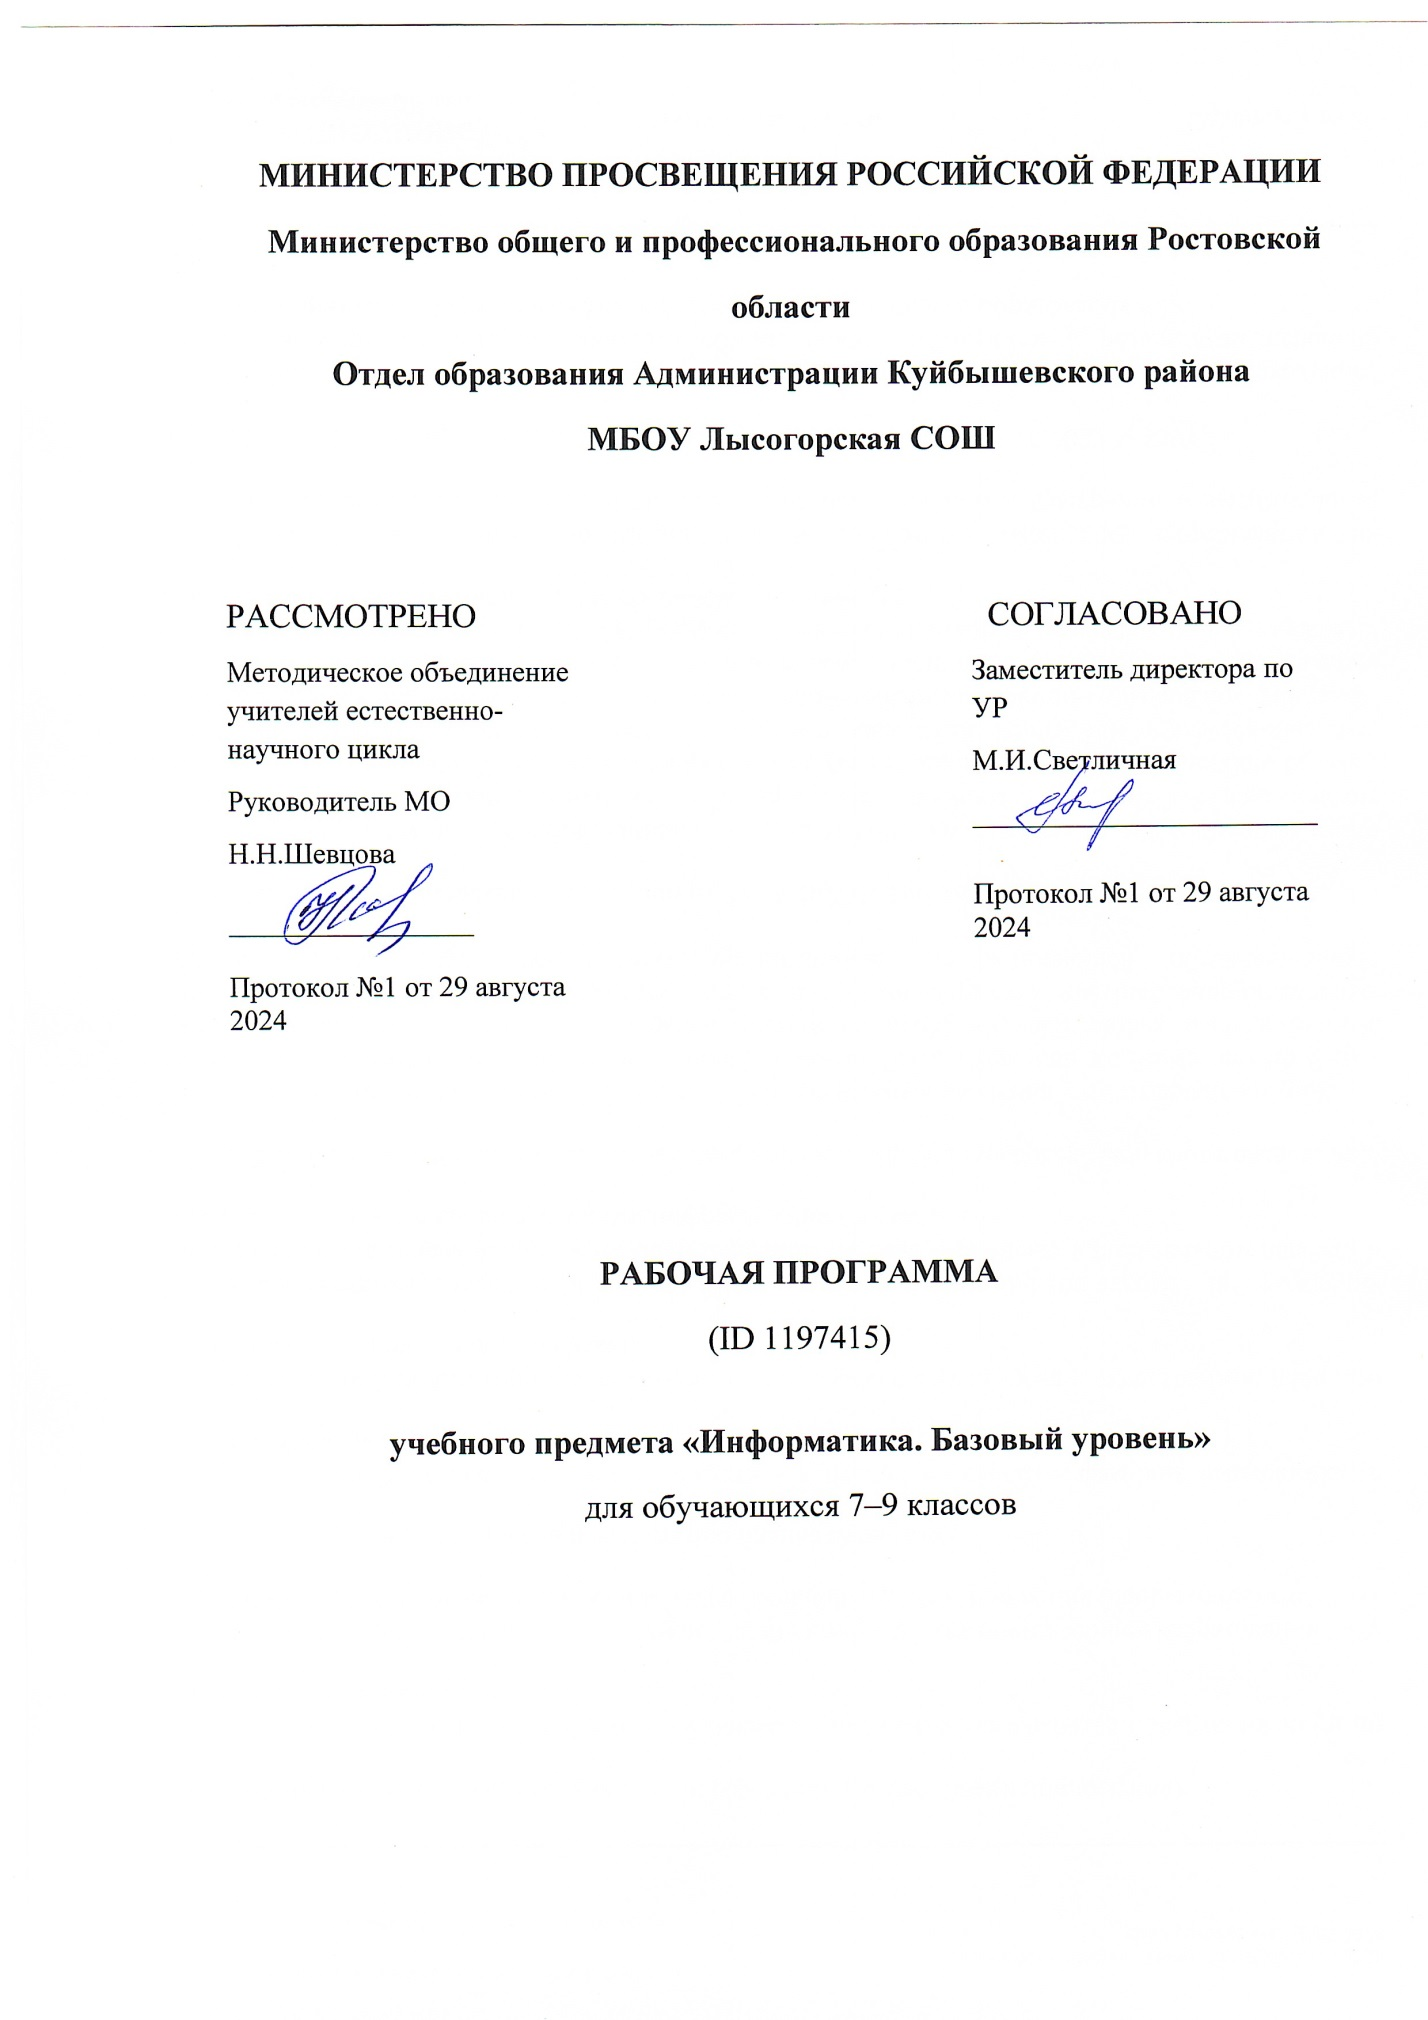 МИНИСТЕРСТВО ПРОСВЕЩЕНИЯ РОССИЙСКОЙ ФЕДЕРАЦИИ
Министерство общего и профессионального образования Ростовской
области
Отдел образования Администрации Куйбышевского района
МБОУ Лысогорская СОШ
РАССМОТРЕНО
Методическое объединение
учителей естественно-
научного цикла
Руководитель МО
Н.Н.Шевцова
Протокол №1 от 29 августа
2024
СОГЛАСОВАНО
Заместитель директора по
УР
М.И.Светличная
Протокол №1 от 29 августа
2024
РАБОЧАЯ ПРОГРАММА
(ID 1197415)
учебного предмета «Информатика. Базовый уровень»
для обучающихся 7–9 классов